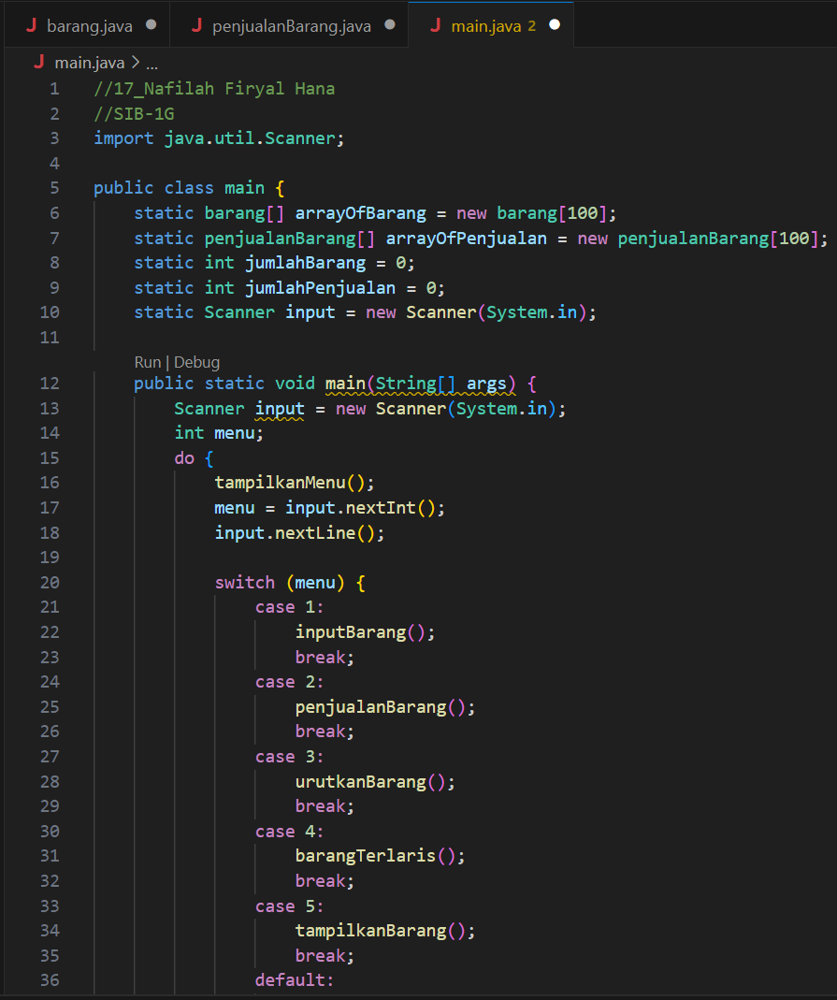 J barang.java ● J penjualanBarang.java ● J main.java 2 ●
J main.java > ...
1 //17_Nafilah Firyal Hana
2 //SIB-1G
3 import java.util.Scanner;
4
5 public class main {
6 static barang[] arrayOfBarang = new barang[100];
7 static penjualanBarang[] arrayOfPenjualan = new penjualanBarang[100];
8 static int jumlahBarang = 0;
9 static int jumlahPenjualan = 0;
10 static Scanner input = new Scanner(System.in);
11
Run | Debug
12 public static void main(String[] args) {
13 Scanner input = new Scanner(System.in);
14 int menu;
15 do {
16 tampilkanMenu();
17 menu = input.nextInt();
18 input.nextLine();
19
20 switch (menu) {
21 case 1:
22 inputBarang();
23 break;
24 case 2:
25 penjualanBarang();
26 break;
27 case 3:
28 urutkanBarang();
29 break;
30 case 4:
31 barangTerlaris();
32 break;
33 case 5:
34 tampilkanBarang();
35 break;
36 default: